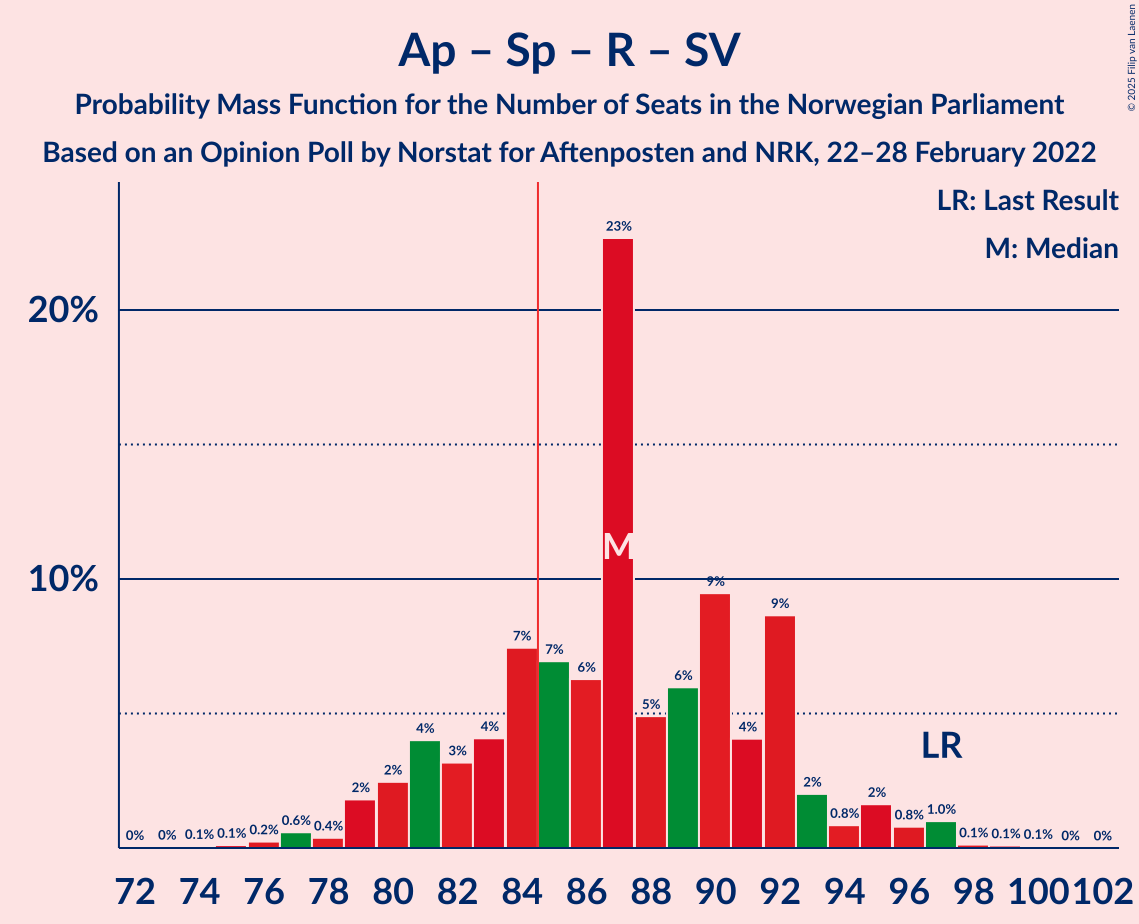 Ap – Sp – R – SV
Probability Mass Function for the Number of Seats in the Norwegian Parliament
Based on an Opinion Poll by Norstat for Aftenposten and NRK, 22–28 February 2022
© 2025 Filip van Laenen
LR: Last Result
M: Median
20%
10%
0% 0% 0.1% 0.1% 0.2% 0.6% 0.4% 2% 2% 4% 3% 4% 7% 7% 6% 23% 5% 6% 9% 4% 9% 2% 0.8% 2% 0.8% 1.0% 0.1% 0.1% 0.1% 0% 0%
M
LR
72 74 76 78 80 82 84 86 88 90 92 94 96 98 100 102